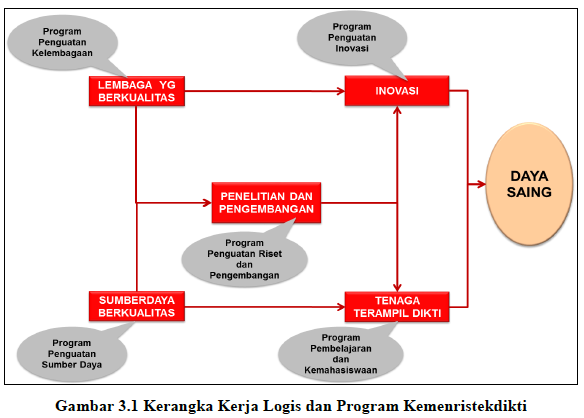 Program
Penguatan
Kelembagaan
Program
Penguatan
Inovasi
LEMBAGA YG
BERKUALITAS
INOVASI
DAYA
SAING
PENELITIAN DAN
PENGEMBANGAN
Program
Penguatan Riset
dan
Pengembangan
SUMBERDAYA
BERKUALITAS
TENAGA
TERAMPIL DIKTI
Program
Penguatan
Sumber Daya
Program
Pembelajaran
dan
Kemahasiswaan
Gambar 3.1 Kerangka Kerja Logis dan Program Kemenristekdikti